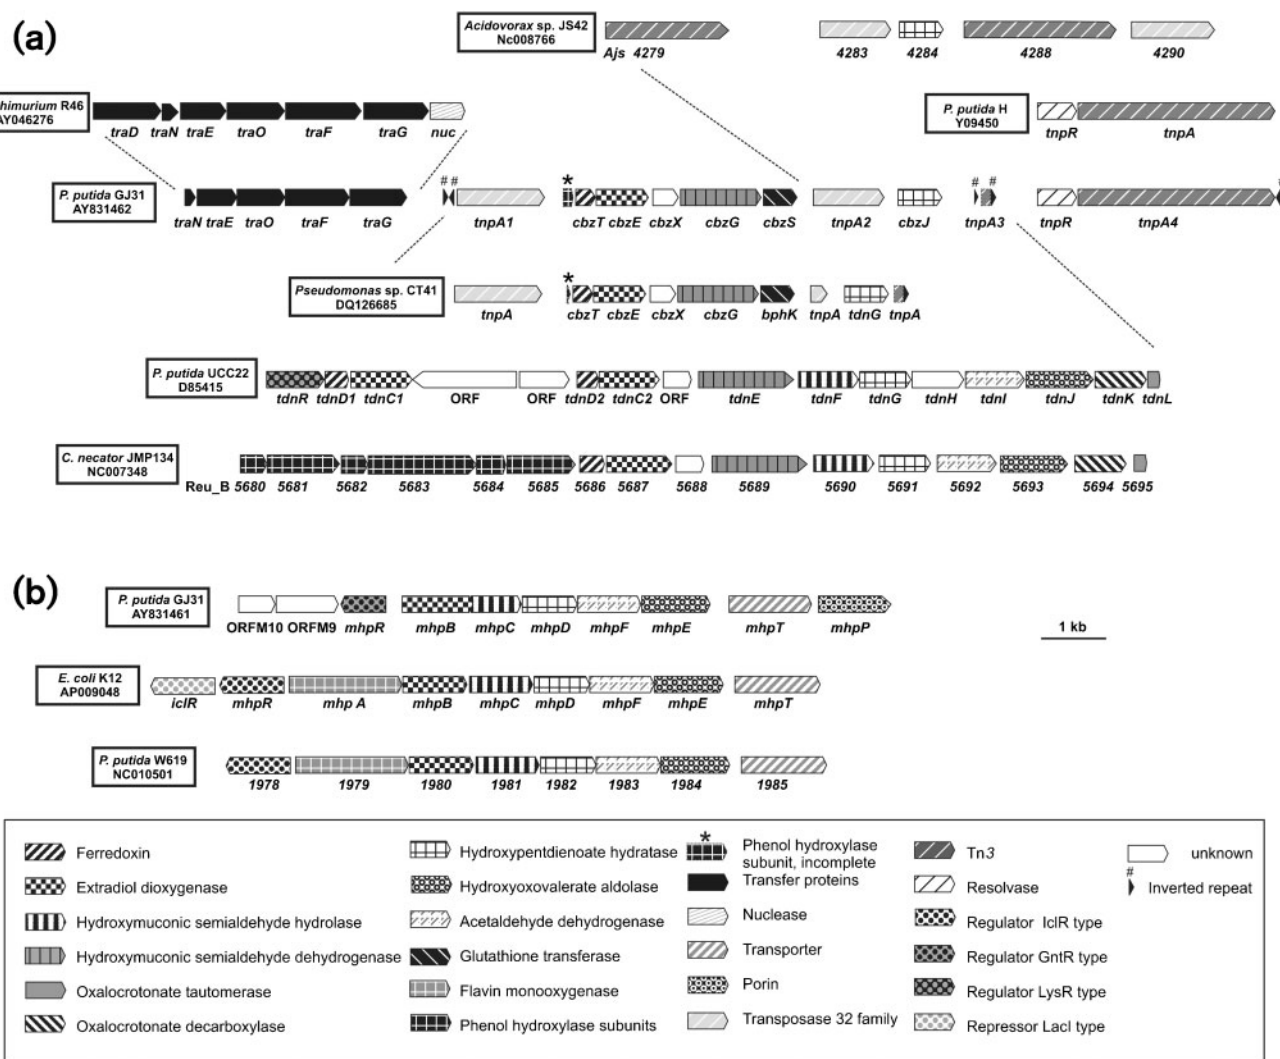 (a)
Acidovorax sp. JS42
Nc008766
Ajs 4279 4283 4284 4288 4290
himurium R46
AY046276
traD traN traE traO traF traG nuc
P. putida H
Y09450
tnpR tnpA
P. putida GJ31
AY831462
# # * # #
traN traE traO traF traG tnpA1 cbzT cbzE cbzX cbzG cbzS tnpA2 cbzJ tnpA3 tnpR tnpA4
Pseudomonas sp. CT41
DQ126685
*
tnpA cbzT cbzE cbzX cbzG bphK tnpA tdnG tnpA
P. putida UCC22
D85415
tdnR tdnD1 tdnC1 ORF ORF tdnD2 tdnC2 ORF tdnE tdnF tdnG tdnH tdnI tdnJ tdnK tdnL
C. necator JMP134
NC007348
Reu_B 5680 5681 5682 5683 5684 5685 5686 5687 5688 5689 5690 5691 5692 5693 5694 5695
(b)
P. putida GJ31
AY831461
ORFM10 ORFM9 mhpR mhpB mhpC mhpD mhpF mhpE mhpT mhpP
1 kb
E. coli K12
AP009048
iclR mhpR mhp A mhpB mhpC mhpD mhpF mhpE mhpT
P. putida W619
NC010501
1978 1979 1980 1981 1982 1983 1984 1985
Ferredoxin
Extradiol dioxygenase
Hydroxymuconic semialdehyde hydrolase
Hydroxymuconic semialdehyde dehydrogenase
Oxalocrotonate tautomerase
Oxalocrotonate decarboxylase
Hydroxypentdienoate hydratase
Hydroxyoxovalerate aldolase
Acetaldehyde dehydrogenase
Glutathione transferase
Flavin monooxygenase
Phenol hydroxylase subunits
*
Phenol hydroxylase
subunit, incomplete
Transfer proteins
Nuclease
Transporter
Porin
Transposase 32 family
Tn3
Resolvase
Regulator IclR type
Regulator GntR type
Regulator LysR type
Repressor LacI type
unknown
#
Inverted repeat